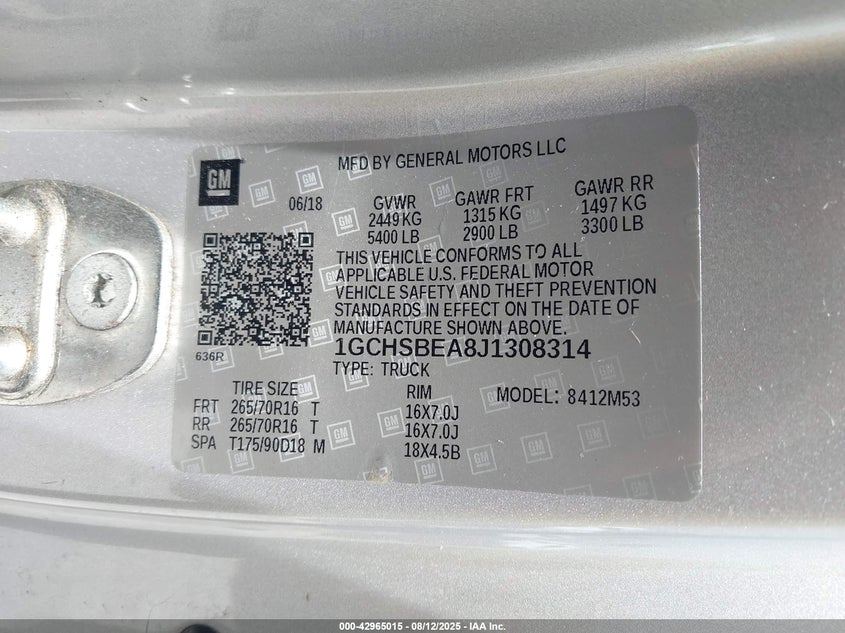 GM
MFD BY GENERAL MOTORS LLC
06/18
GVWR
2449 KG
5400 LB
GAWR FRT
1315 KG
2900 LB
GAWR RR
1497 KG
3300 LB
THIS VEHICLE CONFORMS TO ALL
APPLICABLE U.S. FEDERAL MOTOR
VEHICLE SAFETY AND THEFT PREVENTION
STANDARDS IN EFFECT ON THE DATE OF
MANUFACTURE SHOWN ABOVE.
636R
1GCHSBEA8J1308314
TYPE: TRUCK
TIRE SIZE RIM MODEL: 8412M53
FRT 265/70R16 T 16X7.0J
RR 265/70R16 T 16X7.0J
SPA T175/90D18 M 18X4.5B
000-42965015 - 08/12/2025 - IAA Inc.